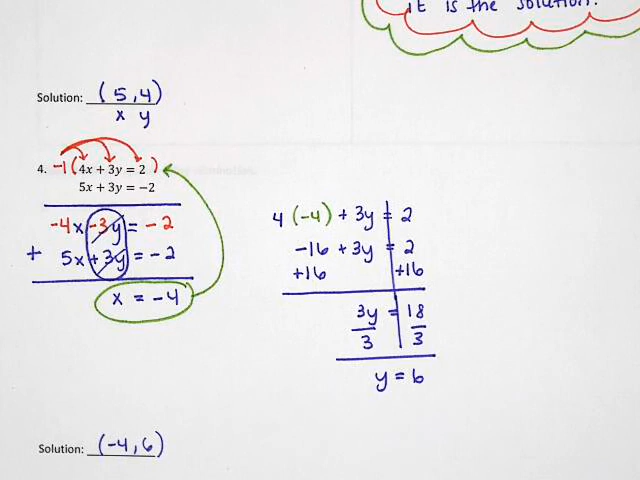 it is the solution.
Solution: (5,4)
x y
4. -1(4x + 3y = 2)
5x + 3y = −2
-4x -3y = -2
+ 5x +3y = -2
x = -4
4(-4) + 3y = 2
-16 + 3y = 2
+16 +16
3y = 18
3 3
y = 6
Solution: (-4,6)